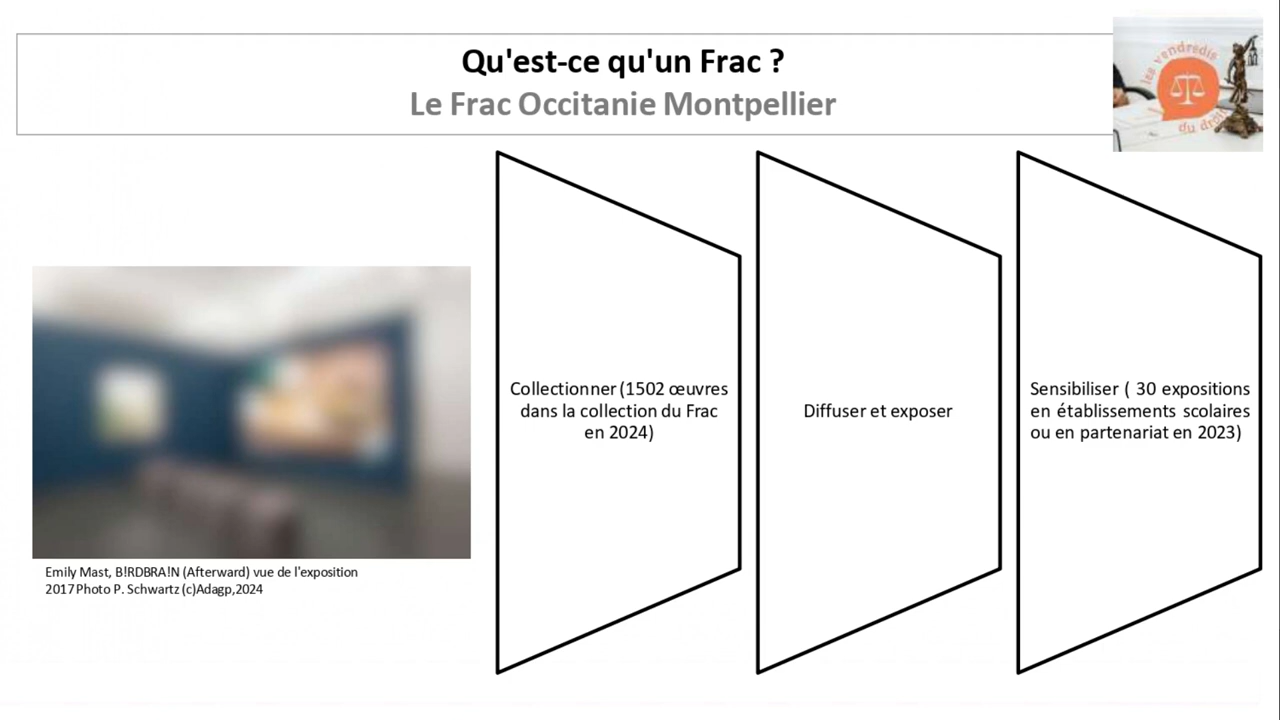 Qu'est-ce qu'un Frac ?
Le Frac Occitanie Montpellier
les vendredis
du droit
Emily Mast, B!RDBRA!N (Afterward) vue de l'exposition
2017 Photo P. Schwartz (c)Adagp,2024
Collectionner (1502 œuvres
dans la collection du Frac
en 2024)
Diffuser et exposer
Sensibiliser ( 30 expositions
en établissements scolaires
ou en partenariat en 2023)